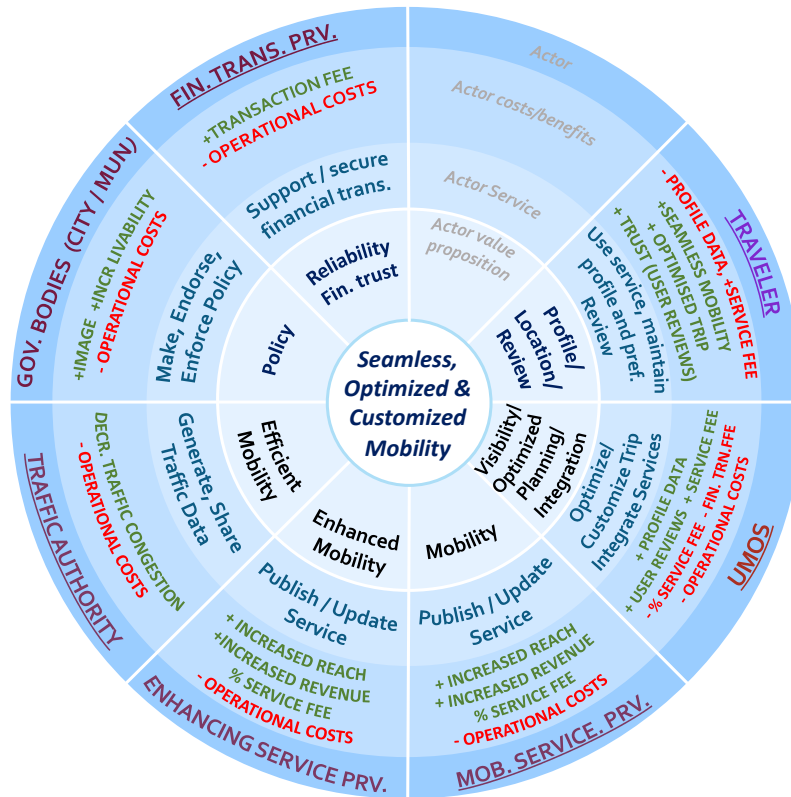 Seamless,
Optimized &
Customized
Mobility
Actor
Actor costs/benefits
Actor Service
Actor value
proposition
TRAVELER
- PROFILE DATA, +SERVICE FEE
+SEAMLESS MOBILITY
+ OPTIMISED TRIP
+ TRUST (USER REVIEWS)
Use service, maintain
profile and pref.
Review
Profile/
Location/
Review
UMOS
+ PROFILE DATA
+ USER REVIEWS + SERVICE FEE
- % SERVICE FEE - FIN. TRN.FFE
- OPERATIONAL COSTS
Optimize/
Customize Trip
Integrate Services
Visibility/
Optimized
Planning/
Integration
MOB. SERVICE. PRV.
+ INCREASED REACH
+ INCREASED REVENUE
% SERVICE FEE
- OPERATIONAL COSTS
Publish / Update
Service
Mobility
ENHANCING SERVICE PRV.
+ INCREASED REACH
+INCREASED REVENUE
% SERVICE FEE
- OPERATIONAL COSTS
Publish / Update
Service
Enhanced
Mobility
TRAFFIC AUTHORITY
DECR. TRAFFIC CONGESTION
- OPERATIONAL COSTS
Generate, Share
Traffic Data
Efficient
Mobility
GOV. BODIES (CITY / MUN)
+IMAGE +INCR LIVABILITY
- OPERATIONAL COSTS
Make, Endorse,
Enforce Policy
Policy
FIN. TRANS. PRV.
+TRANSACTION FEE
- OPERATIONAL COSTS
Support / secure
financial trans.
Reliability
Fin. trust